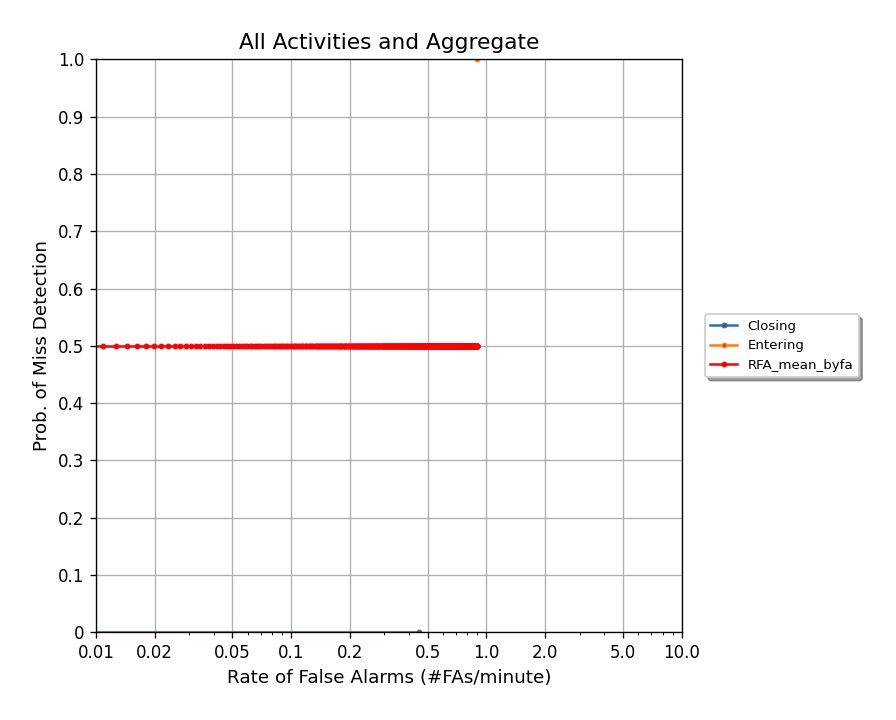 All Activities and Aggregate
1.0
0.9
0.8
0.7
0.6
0.5
0.4
0.3
0.2
0.1
0
Prob. of Miss Detection
0.01 0.02 0.05 0.1 0.2 0.5 1.0 2.0 5.0 10.0
Rate of False Alarms (#FAs/minute)
Closing
Entering
RFA_mean_byfa